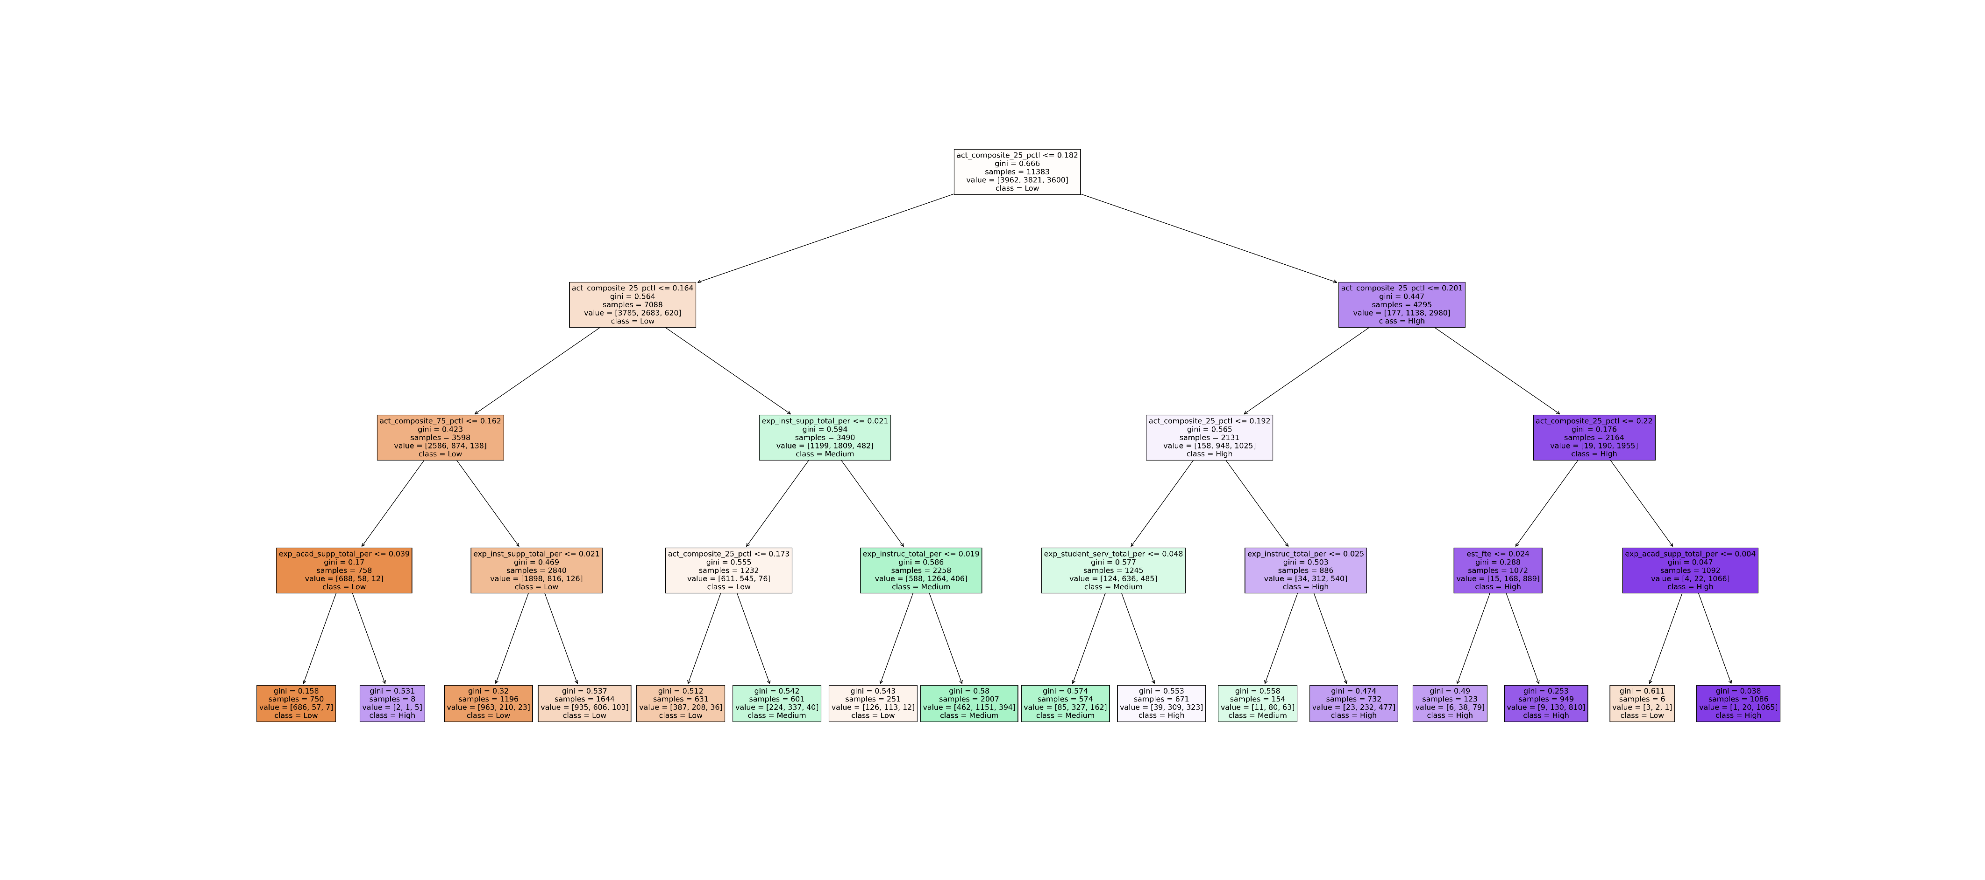 act_composite_25_pctl <= 0.182
gini = 0.666
samples = 11383
value = [3962, 3821, 3600]
class = Low
act_composite_25_pctl <= 0.164
gini = 0.564
samples = 7088
value = [3785, 2683, 620]
class = Low
act_composite_25_pctl <= 0.201
gini = 0.447
samples = 4295
value = [177, 1138, 2980]
class = High
act_composite_75_pctl <= 0.162
gini = 0.423
samples = 3598
value = [2586, 874, 138]
class = Low
exp_inst_supp_total_per <= 0.021
gini = 0.594
samples = 3490
value = [1199, 1809, 482]
class = Medium
act_composite_25_pctl <= 0.192
gini = 0.565
samples = 2131
value = [158, 948, 1025]
class = High
act_composite_25_pctl <= 0.22
gini = 0.176
samples = 2164
value = [19, 190, 1955]
class = High
exp_acad_supp_total_per <= 0.039
gini = 0.17
samples = 758
value = [688, 58, 12]
class = Low
exp_inst_supp_total_per <= 0.021
gini = 0.469
samples = 2840
value = [1898, 816, 126]
class = Low
act_composite_25_pctl <= 0.173
gini = 0.555
samples = 1232
value = [611, 545, 76]
class = Low
exp_instruc_total_per <= 0.019
gini = 0.586
samples = 2258
value = [588, 1264, 406]
class = Medium
exp_student_serv_total_per <= 0.048
gini = 0.577
samples = 1245
value = [124, 636, 485]
class = Medium
exp_instruc_total_per <= 0.025
gini = 0.503
samples = 886
value = [34, 312, 540]
class = High
est_fte <= 0.024
gini = 0.288
samples = 1072
value = [15, 168, 889]
class = High
exp_acad_supp_total_per <= 0.004
gini = 0.047
samples = 1092
value = [4, 22, 1066]
class = High
gini = 0.158
samples = 750
value = [686, 57, 7]
class = Low
gini = 0.531
samples = 8
value = [2, 1, 5]
class = High
gini = 0.32
samples = 1196
value = [963, 210, 23]
class = Low
gini = 0.537
samples = 1644
value = [935, 606, 103]
class = Low
gini = 0.512
samples = 631
value = [387, 208, 36]
class = Low
gini = 0.542
samples = 601
value = [224, 337, 40]
class = Medium
gini = 0.543
samples = 251
value = [126, 113, 12]
class = Low
gini = 0.58
samples = 2007
value = [462, 1151, 394]
class = Medium
gini = 0.574
samples = 574
value = [85, 327, 162]
class = Medium
gini = 0.553
samples = 671
value = [39, 309, 323]
class = High
gini = 0.558
samples = 154
value = [11, 80, 63]
class = Medium
gini = 0.474
samples = 732
value = [23, 232, 477]
class = High
gini = 0.49
samples = 123
value = [6, 38, 79]
class = High
gini = 0.253
samples = 949
value = [9, 130, 810]
class = High
gini = 0.611
samples = 6
value = [3, 2, 1]
class = Low
gini = 0.038
samples = 1086
value = [1, 20, 1065]
class = High